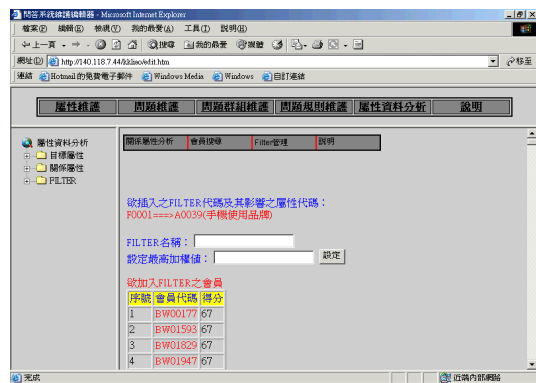 問答系統維護編輯器 - Microsoft Internet Explorer
檔案(F) 編輯(E) 檢視(V) 我的最愛(A) 工具(T) 說明(H)
上一頁 搜尋 我的最愛 媒體
網址(D) http://140.118.7.44/kkliao/edit.htm 移至
連結 Hotmail 的免費電子郵件 Windows Media Windows 自訂連結
屬性維護 問題維護 問題群組維護 問題規則維護 屬性資料分析 說明
屬性資料分析
目標屬性
關係屬性
FILTER
關係屬性分析 會員搜尋 Filter管理 說明
欲插入之FILTER代碼及其影響之屬性代碼：
F0001===>A0039(手機使用品牌)
FILTER名稱：
設定最高加權值： 設定
欲加入FILTER之會員
序號 會員代碼 得分
1 BW00177 67
2 BW01593 67
3 BW01829 67
4 BW01947 67
完成 近端內部網路